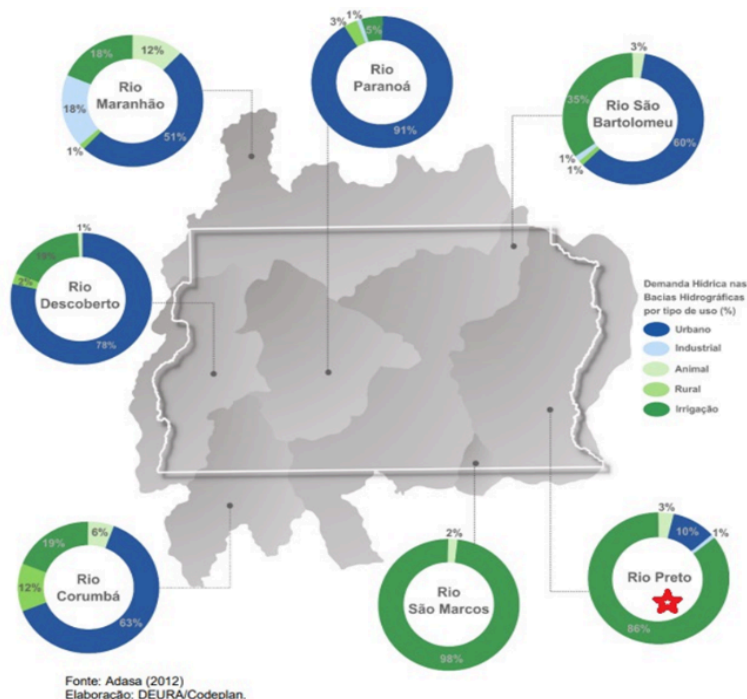 12%
18%
18%
1%
51%
Rio
Maranhão
3%
1%
5%
91%
Rio
Paranoá
3%
35%
60%
1%
1%
Rio São
Bartolomeu
1%
19%
2%
78%
Rio
Descoberto
Demanda Hídrica nas
Bacias Hidrográficas
por tipo de uso (%)
Urbano
Industrial
Animal
Rural
Irrigação
6%
19%
12%
63%
Rio
Corumbá
2%
98%
Rio
São Marcos
3%
10%
1%
86%
Rio Preto
Fonte: Adasa (2012)
Elaboração: DEURA/Codeplan.